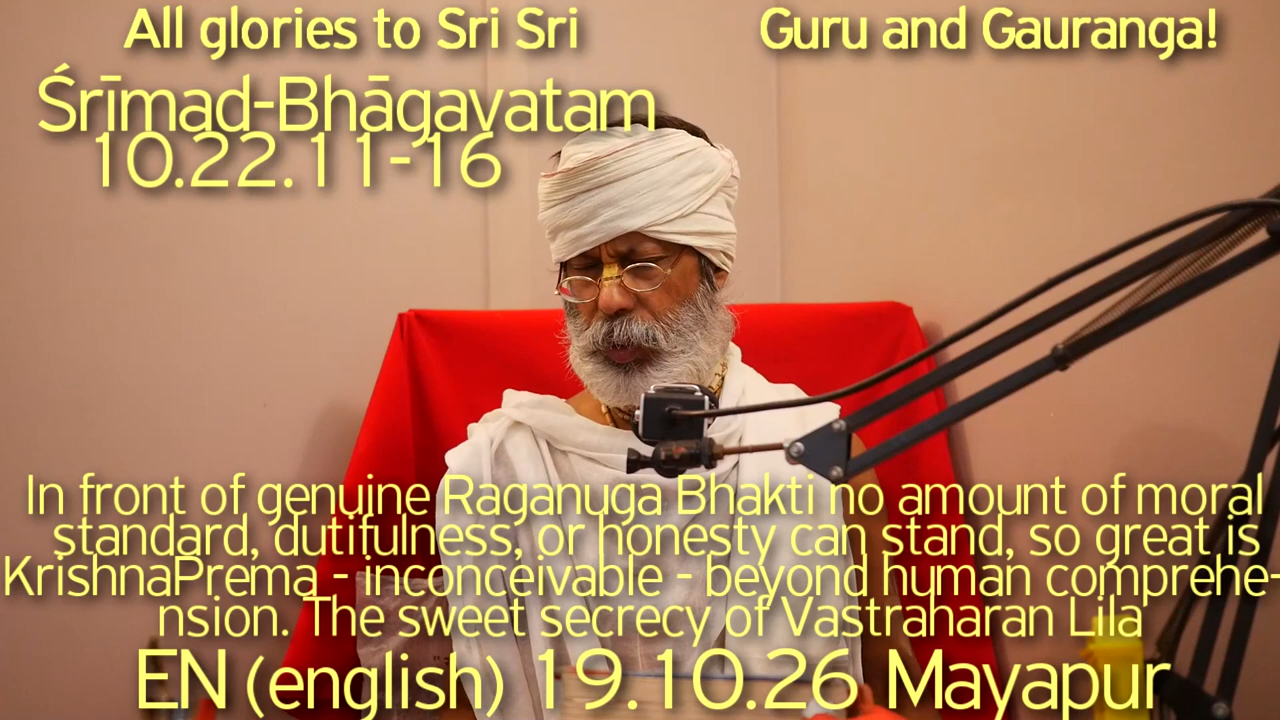 All glories to Sri Sri Guru and Gauranga!
Śrīmad-Bhāgavatam
10.22.11-16
In front of genuine Raganuga Bhakti no amount of moral
standard, dutifulness, or honesty can stand, so great is
KrishnaPrema - inconceivable - beyond human comprehe-
nsion. The sweet secrecy of Vastraharan Lila
EN (english) 19.10.26 Mayapur